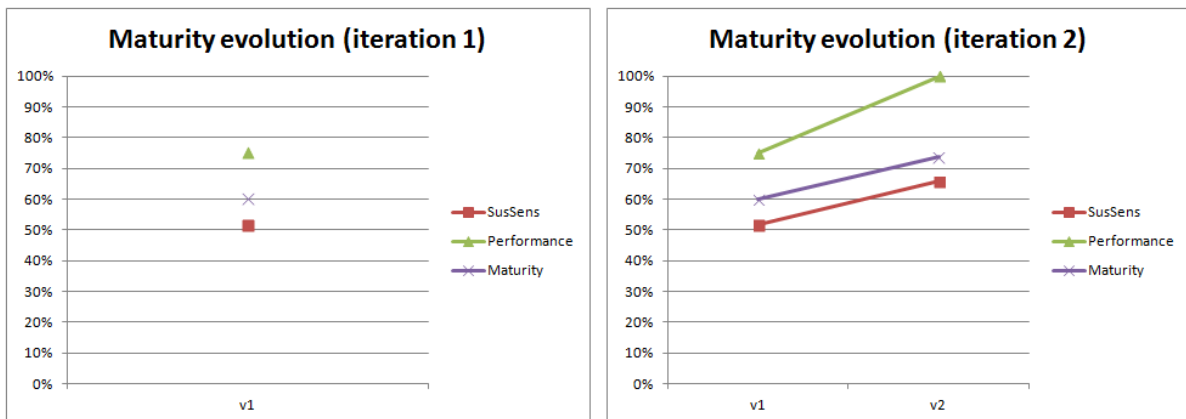 Maturity evolution (iteration 1)
100%
90%
80%
70%
60%
50%
40%
30%
20%
10%
0%
v1
SusSens
Performance
Maturity
Maturity evolution (iteration 2)
100%
90%
80%
70%
60%
50%
40%
30%
20%
10%
0%
v1 v2
SusSens
Performance
Maturity